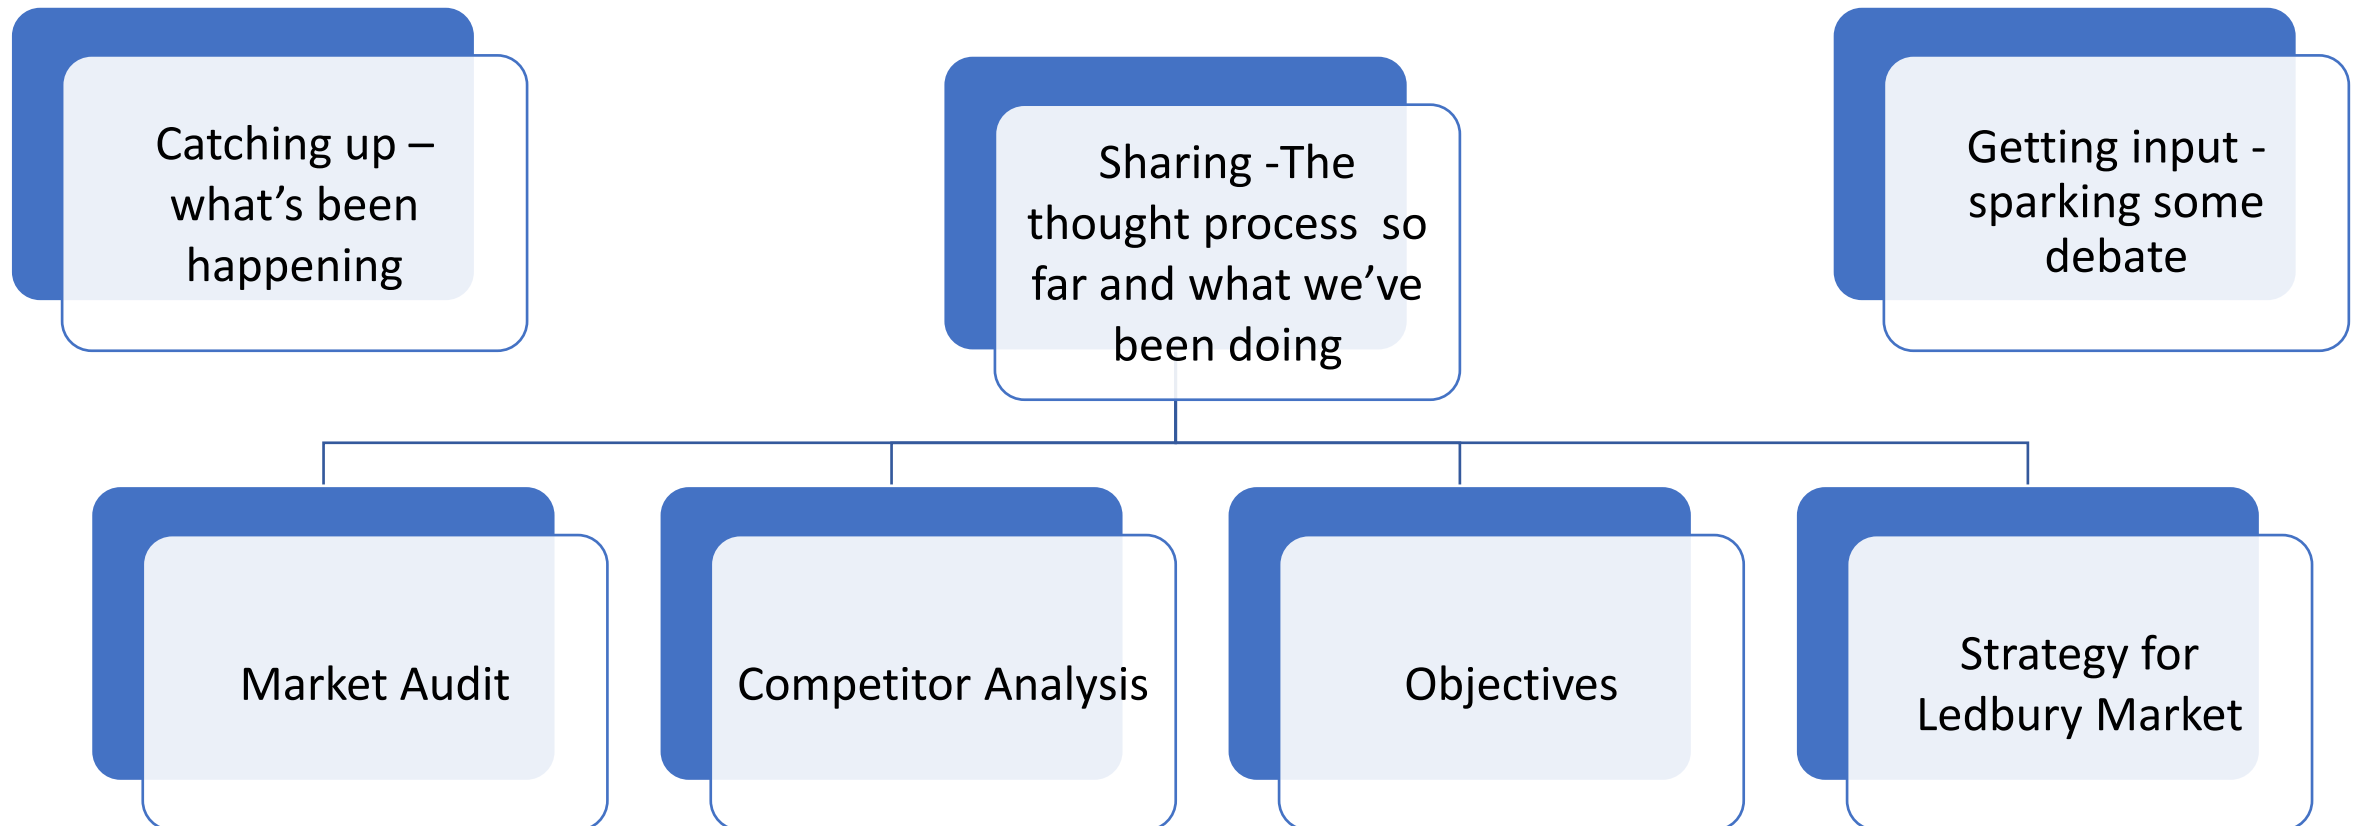 Catching up –
what’s been
happening
Sharing -The
thought process  so
far and what we’ve
been doing
Getting input -
sparking some
debate
Market Audit
Competitor Analysis
Objectives
Strategy for
Ledbury Market